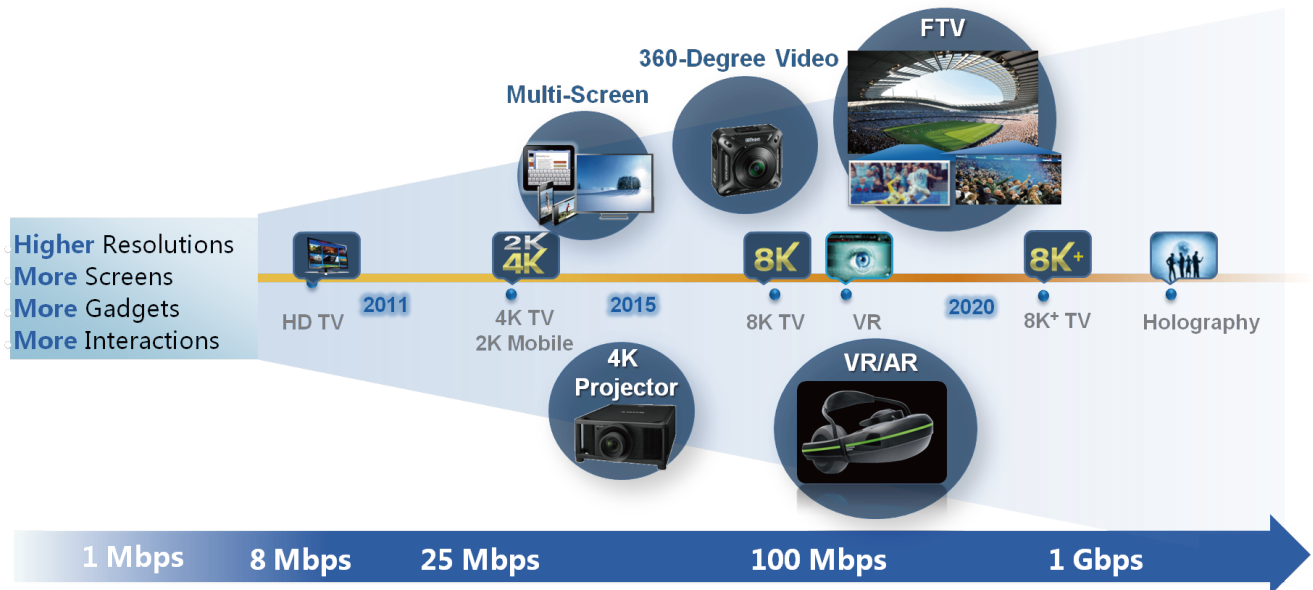 FTV
360-Degree Video
Multi-Screen
Higher Resolutions
More Screens
More Gadgets
More Interactions
2K
4K
8K
8K+
2011
2015
2020
HD TV
4K TV
2K Mobile
8K TV
VR
8K+ TV
Holography
4K
Projector
VR/AR
1 Mbps
8 Mbps
25 Mbps
100 Mbps
1 Gbps